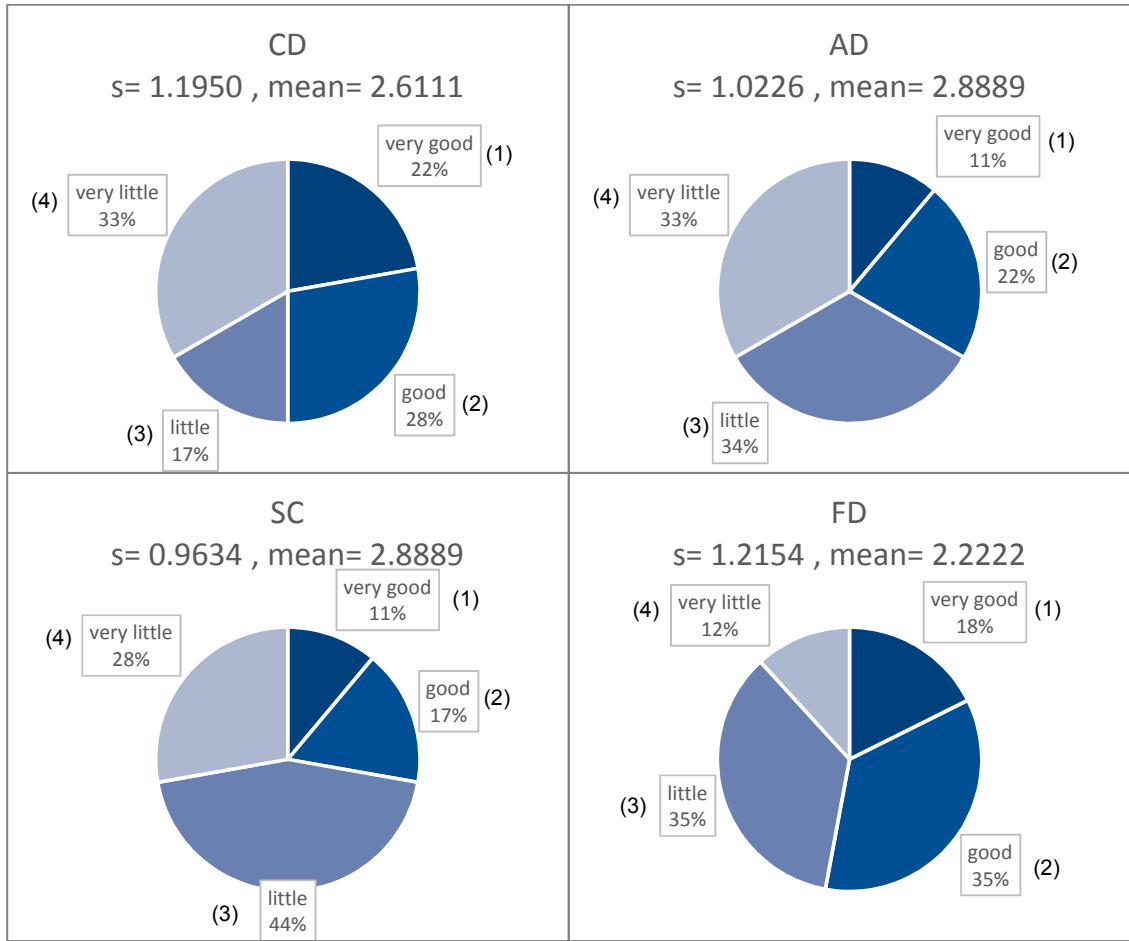 CD
s= 1.1950 , mean= 2.6111
very good (1)
22%
(4) very little
33%
good (2)
28%
(3) little
17%
AD
s= 1.0226 , mean= 2.8889
very good (1)
11%
(4) very little
33%
good (2)
22%
(3) little
34%
SC
s= 0.9634 , mean= 2.8889
very good (1)
11%
(4) very little
28%
good (2)
17%
(3) little
44%
FD
s= 1.2154 , mean= 2.2222
(4) very little
12%
very good (1)
18%
(3) little
35%
good (2)
35%